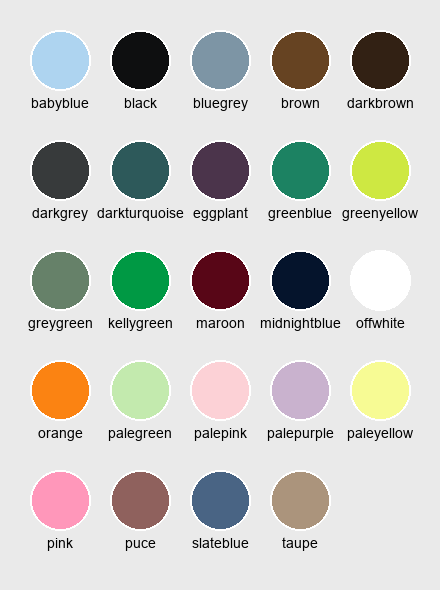 babyblue black bluegrey brown darkbrown
darkgrey darkturquoise eggplant greenblue greenyellow
greygreen kellygreen maroon midnightblue offwhite
orange palegreen palepink palepurple paleyellow
pink puce slateblue taupe